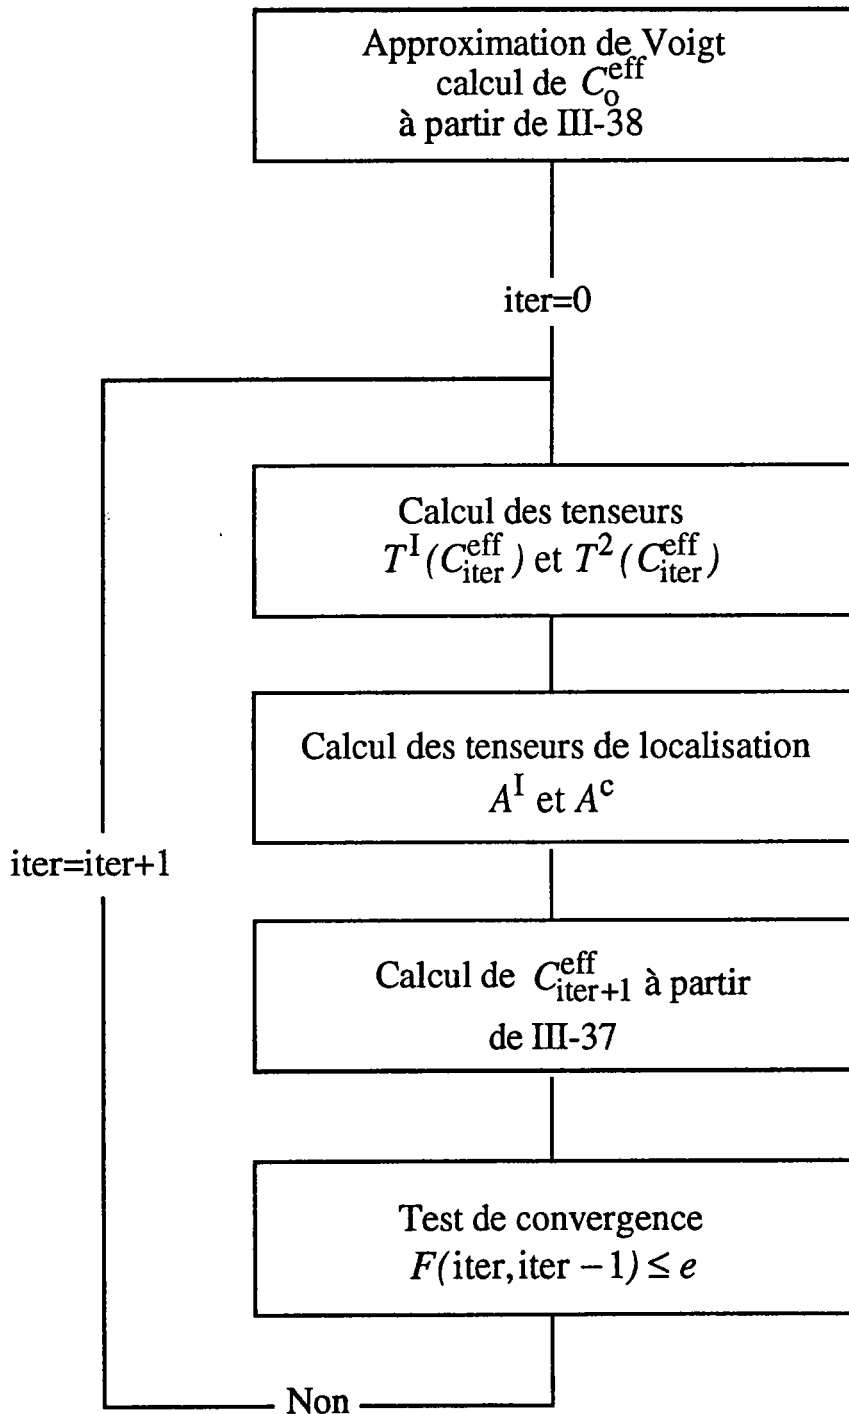 Approximation de Voigt
calcul de C_o^eff
à partir de III-38
iter=0
Calcul des tenseurs
T^I(C_iter^eff) et T^2(C_iter^eff)
Calcul des tenseurs de localisation
A^I et A^c
iter=iter+1
Calcul de C_iter+1^eff à partir
de III-37
Test de convergence
F(iter,iter − 1) ≤ e
Non